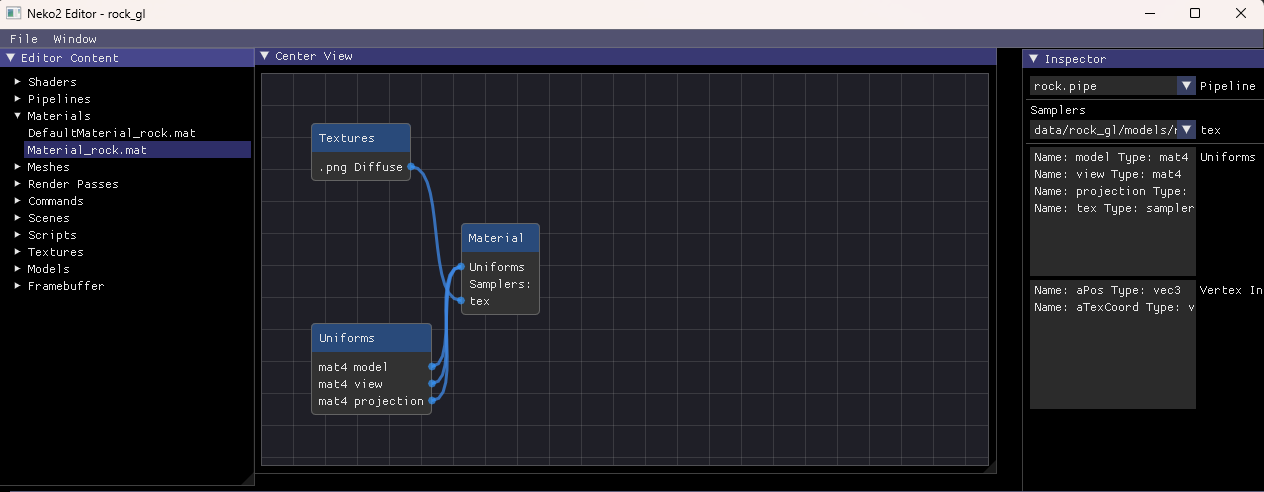 Neko2 Editor - rock_gl
File Window
Editor Content
Shaders
Pipelines
Materials
DefaultMaterial_rock.mat
Material_rock.mat
Meshes
Render Passes
Commands
Scenes
Scripts
Textures
Models
Framebuffer
Center View
Textures
.png Diffuse
Material
Uniforms
Samplers:
tex
Uniforms
mat4 model
mat4 view
mat4 projection
Inspector
rock.pipe Pipeline
Samplers
data/rock_gl/models/r tex
Name: model Type: mat4 Uniforms
Name: view Type: mat4
Name: projection Type:
Name: tex Type: sampler
Name: aPos Type: vec3 Vertex In
Name: aTexCoord Type: v